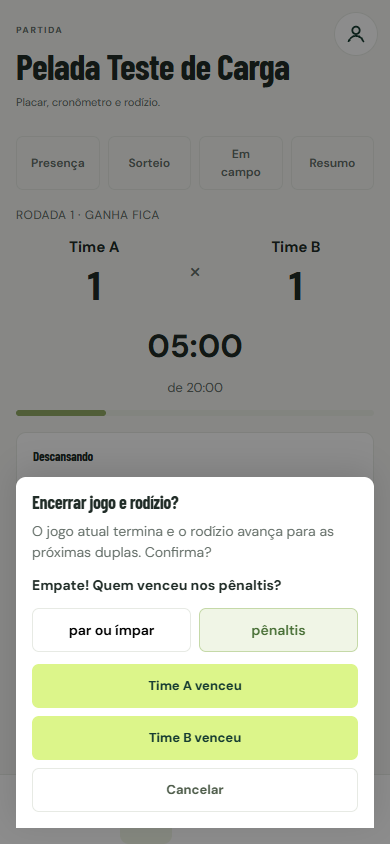 PARTIDA
Pelada Teste de Carga
Placar, cronômetro e rodízio.
Presença
Sorteio
Em
campo
Resumo
RODADA 1 · GANHA FICA
Time A
Time B
1
×
1
05:00
de 20:00
Descansando
Encerrar jogo e rodízio?
O jogo atual termina e o rodízio avança para as
próximas duplas. Confirma?
Empate! Quem venceu nos pênaltis?
par ou ímpar
pênaltis
Time A venceu
Time B venceu
Cancelar